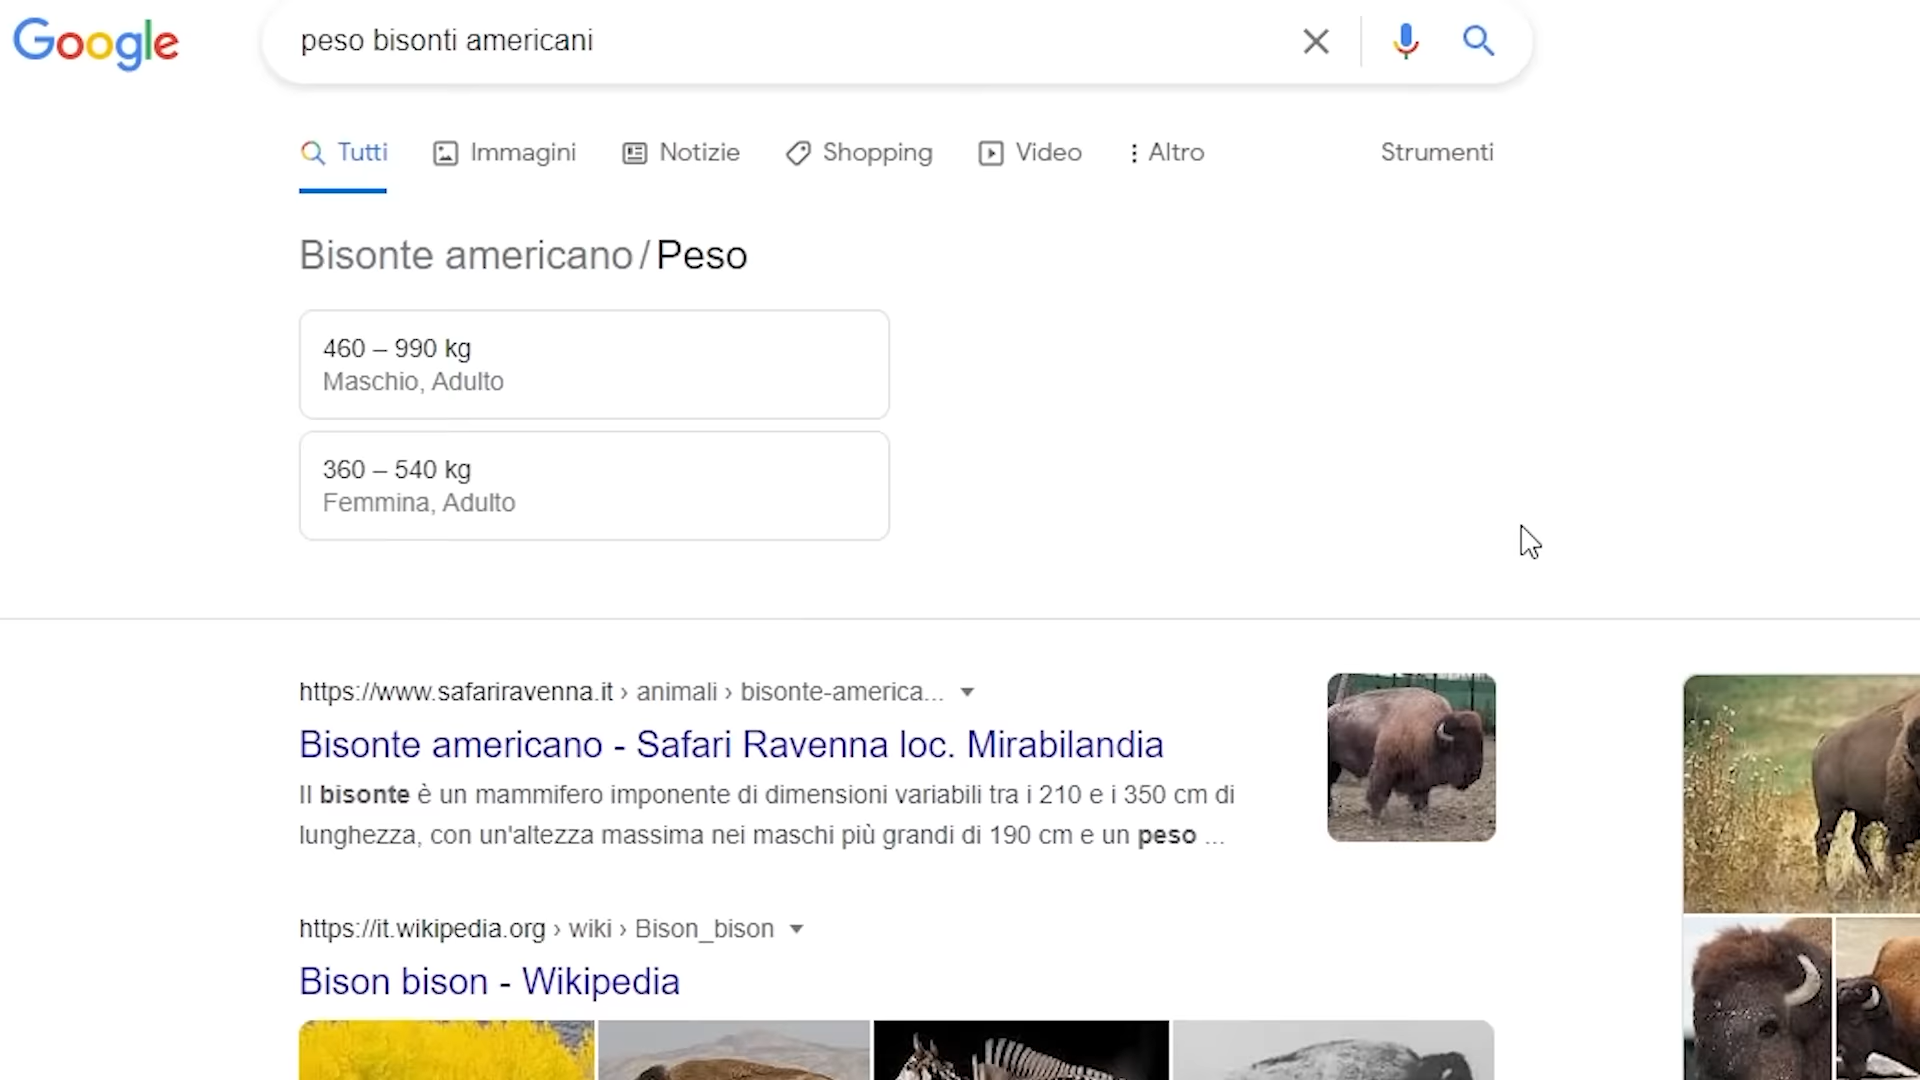 Google
peso bisonti americani
Tutti
Immagini
Notizie
Shopping
Video
Altro
Strumenti
Bisonte americano / Peso
460 – 990 kg
Maschio, Adulto
360 – 540 kg
Femmina, Adulto
https://www.safariravenna.it › animali › bisonte-america...
Bisonte americano - Safari Ravenna loc. Mirabilandia
Il bisonte è un mammifero imponente di dimensioni variabili tra i 210 e i 350 cm di
lunghezza, con un'altezza massima nei maschi più grandi di 190 cm e un peso ...
https://it.wikipedia.org › wiki › Bison_bison
Bison bison - Wikipedia